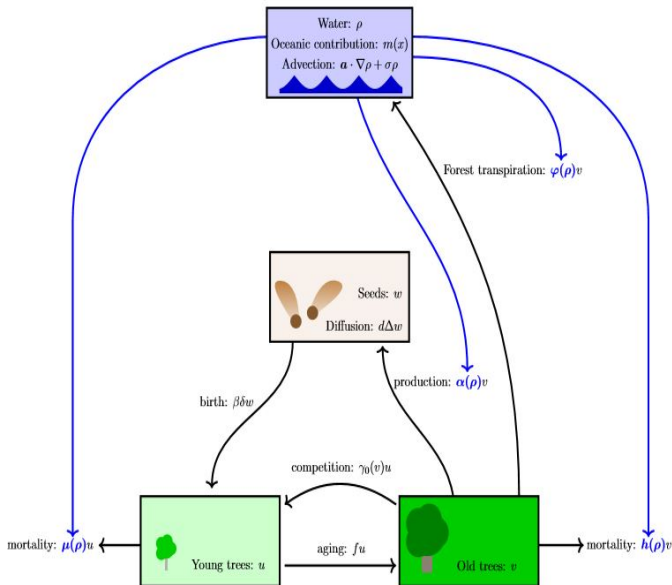 Water: ρ
Oceanic contribution: m(x)
Advection: a · ∇ρ + σρ
Forest transpiration: φ(ρ)v
Seeds: w
Diffusion: dΔw
production: α(ρ)v
birth: βδw
competition: γ₀(v)u
mortality: μ(ρ)u
Young trees: u
aging: fu
Old trees: v
mortality: h(ρ)v